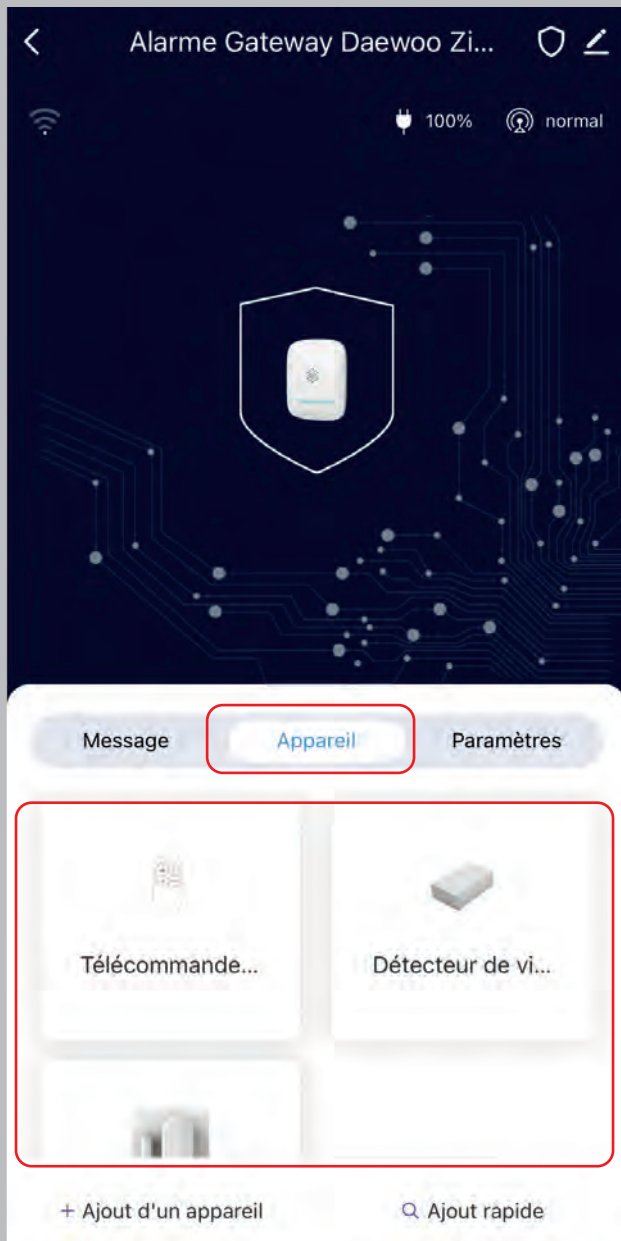 Alarme Gateway Daewoo Zi...
100% normal
Message Appareil Paramètres
Télécommande... Détecteur de vi...
+ Ajout d'un appareil Ajout rapide